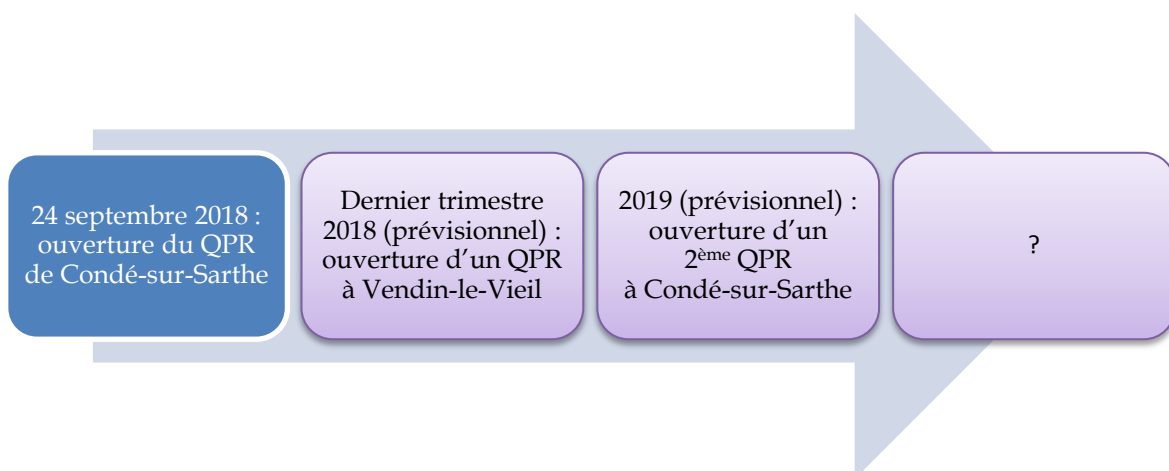 24 septembre 2018 :
ouverture du QPR
de Condé-sur-Sarthe
Dernier trimestre
2018 (prévisionnel) :
ouverture d’un QPR
à Vendin-le-Vieil
2019 (prévisionnel) :
ouverture d’un
2ème QPR
à Condé-sur-Sarthe
?